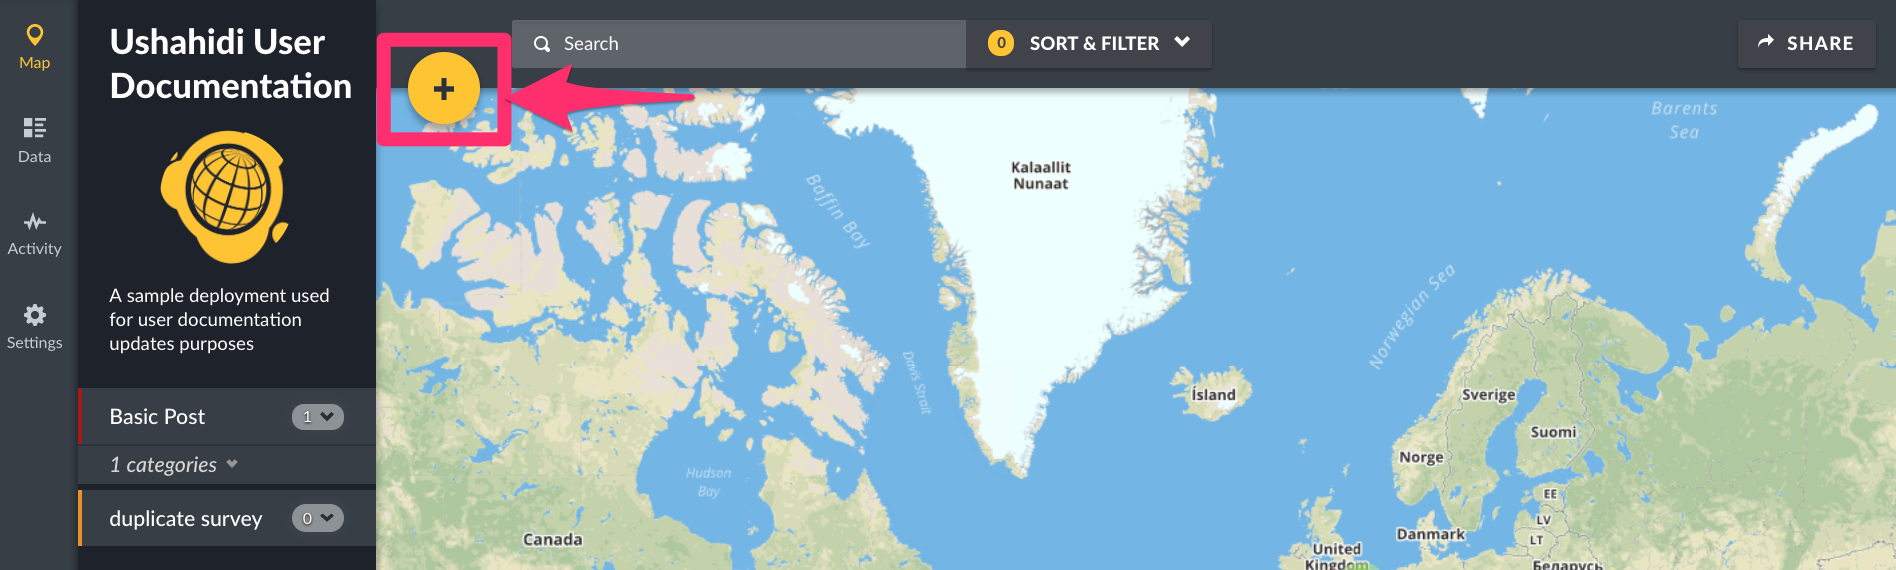 Map
Data
Activity
Settings
Ushahidi User
Documentation
A sample deployment used
for user documentation
updates purposes
Basic Post
1
1 categories
duplicate survey
0
+
Search
0 SORT & FILTER
SHARE
Barents
Sea
Kalaallit
Nunaat
Baffin Bay
Norwegian Sea
Davis Strait
Ísland
Sverige
Suomi
Norge
Hudson
Bay
EE
LV
Danmark
LT
Canada
United
Kingdom
Беларусь